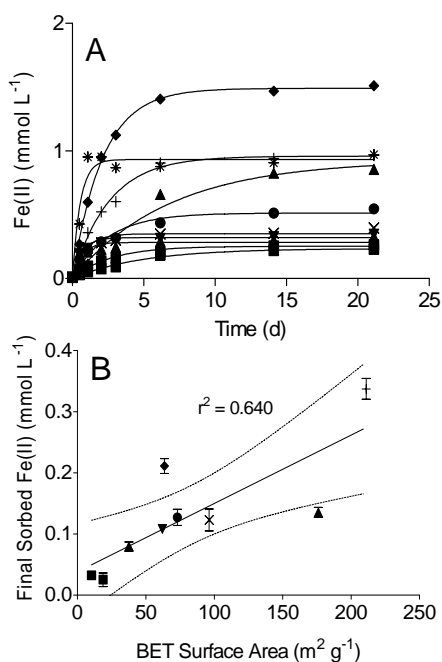 A
Fe(II) (mmol L⁻¹)
2
1
0
0 5 10 15 20 25
Time (d)
B
Final Sorbed Fe(II) (mmol L⁻¹)
0.4
0.3
0.2
0.1
0.0
r² = 0.640
0 50 100 150 200 250
BET Surface Area (m² g⁻¹)